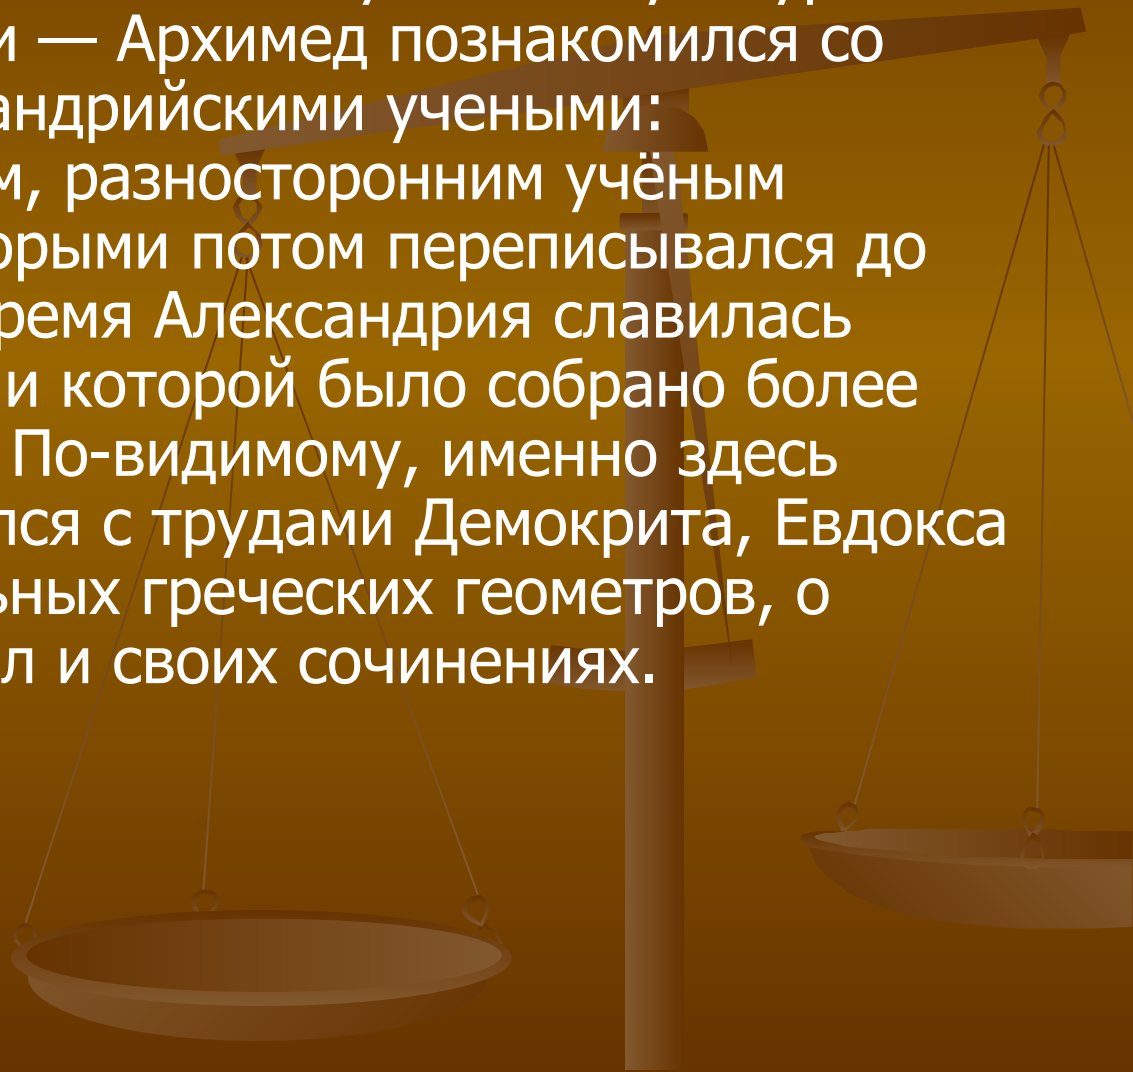 и — Архимед познакомился со
андрийскими учеными:
м, разносторонним учёным
орыми потом переписывался до
ремя Александрия славилась
и которой было собрано более
По-видимому, именно здесь
лся с трудами Демокрита, Евдокса
ьных греческих геометров, о
л и своих сочинениях.